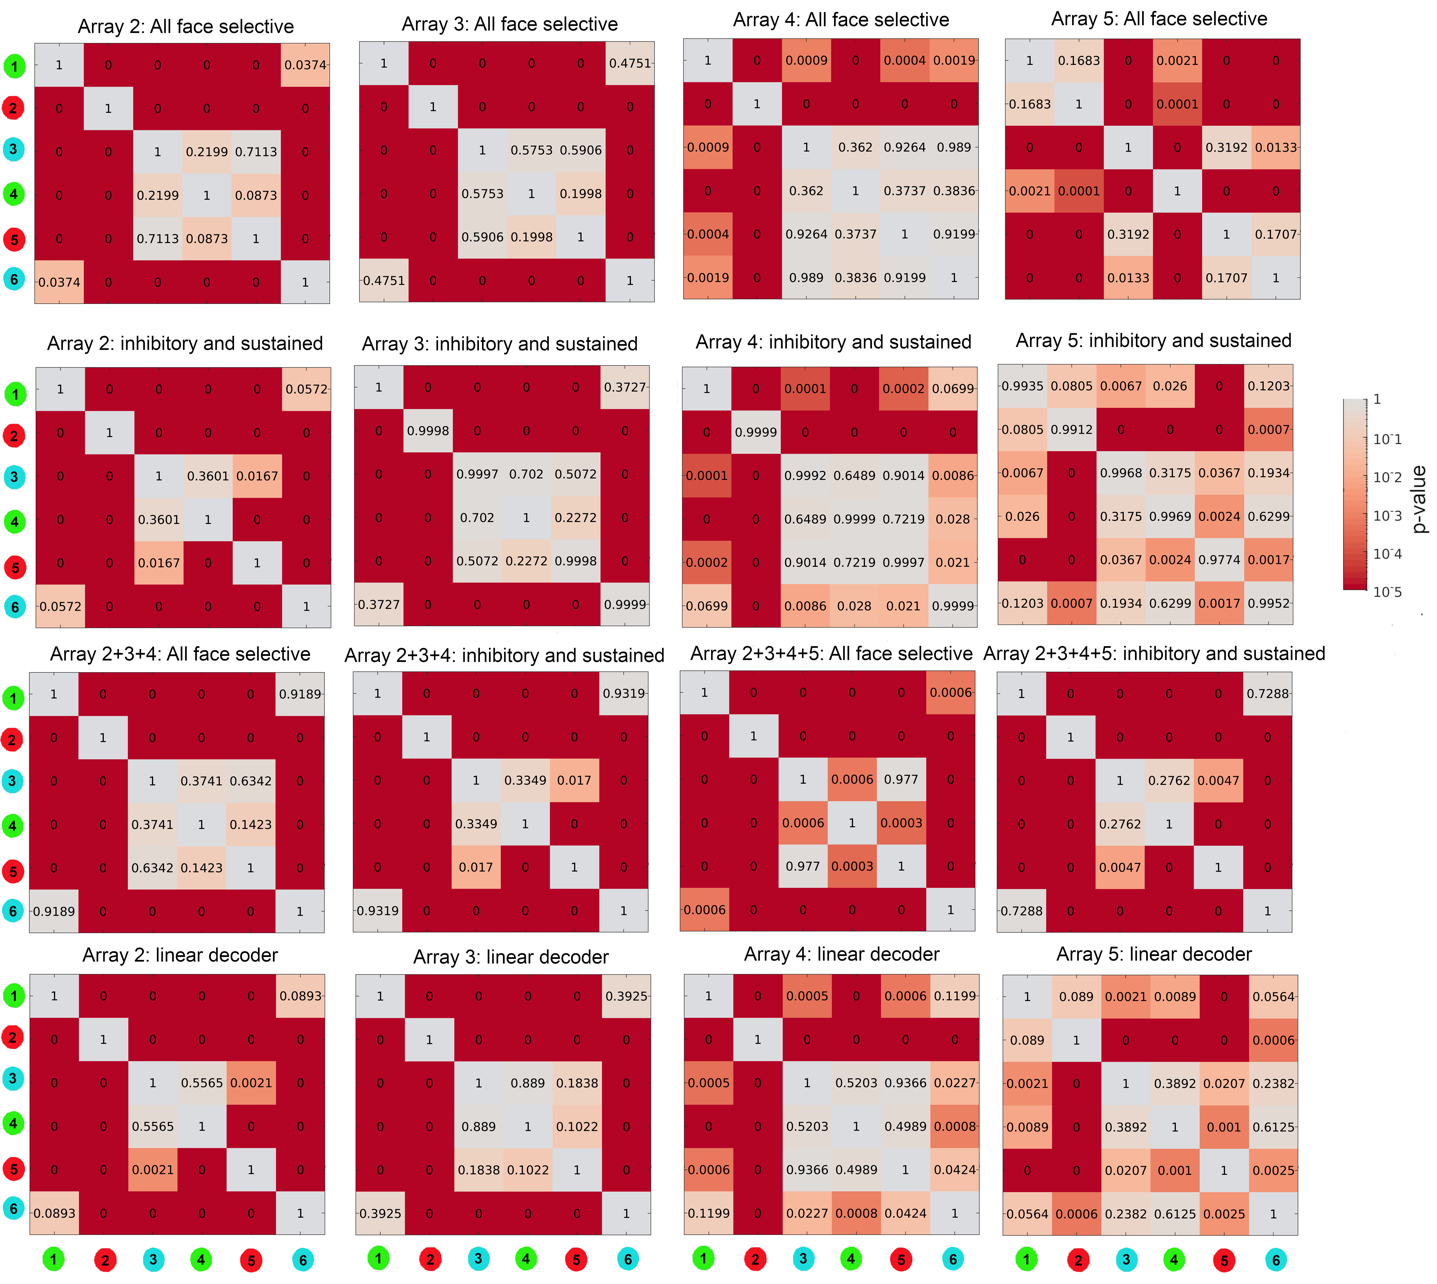 Array 2: All face selective Array 3: All face selective Array 4: All face selective Array 5: All face selective
1 1 0 0 0 0 0.0374 1 0 0 0 0 0.4751 1 0 0.0009 0 0.0004 0.0019 1 0.1683 0 0.0021 0 0
2 0 1 0 0 0 0 0 1 0 0 0 0 0 1 0 0 0 0 0.1683 1 0 0.0001 0 0
3 0 0 1 0.2199 0.7113 0 0 0 1 0.5753 0.5906 0 0.0009 0 1 0.362 0.9264 0.989 0 0 1 0 0.3192 0.0133
4 0 0 0.2199 1 0.0873 0 0 0 0.5753 1 0.1998 0 0 0 0.362 1 0.3737 0.3836 0.0021 0.0001 0 1 0 0
5 0 0 0.7113 0.0873 1 0 0 0 0.5906 0.1998 1 0 0.0004 0 0.9264 0.3737 1 0.9199 0 0 0.3192 0 1 0.1707
6 0.0374 0 0 0 0 1 0.4751 0 0 0 0 1 0.0019 0 0.989 0.3836 0.9199 1 0 0 0.0133 0 0.1707 1
Array 2: inhibitory and sustained Array 3: inhibitory and sustained Array 4: inhibitory and sustained Array 5: inhibitory and sustained
1 1 0 0 0 0 0.0572 1 0 0 0 0 0.3727 1 0 0.0001 0 0.0002 0.0699 0.9935 0.0805 0.0067 0.026 0 0.1203
2 0 1 0 0 0 0 0 0.9998 0 0 0 0 0 0.9999 0 0 0 0 0.0805 0.9912 0 0 0 0.0007
3 0 0 1 0.3601 0.0167 0 0 0 0.9997 0.702 0.5072 0 0.0001 0 0.9992 0.6489 0.9014 0.0086 0.0067 0 0.9968 0.3175 0.0367 0.1934
4 0 0 0.3601 1 0 0 0 0 0.702 1 0.2272 0 0 0 0.6489 0.9999 0.7219 0.028 0.026 0 0.3175 0.9969 0.0024 0.6299
5 0 0 0.0167 0 1 0 0 0 0.5072 0.2272 0.9998 0 0.0002 0 0.9014 0.7219 0.9997 0.021 0 0 0.0367 0.0024 0.9774 0.0017
6 0.0572 0 0 0 0 1 0.3727 0 0 0 0 0.9999 0.0699 0 0.0086 0.028 0.021 0.9999 0.1203 0.0007 0.1934 0.6299 0.0017 0.9952
1
10⁻¹
10⁻²
10⁻³
10⁻⁴
10⁻⁵
p-value
Array 2+3+4: All face selective Array 2+3+4: inhibitory and sustained Array 2+3+4+5: All face selective Array 2+3+4+5: inhibitory and sustained
1 1 0 0 0 0 0.9189 1 0 0 0 0 0.9319 1 0 0 0 0 0.0006 1 0 0 0 0 0.7288
2 0 1 0 0 0 0 0 1 0 0 0 0 0 1 0 0 0 0 0 1 0 0 0 0
3 0 0 1 0.3741 0.6342 0 0 0 1 0.3349 0.017 0 0 0 1 0.0006 0.977 0 0 0 1 0.2762 0.0047 0
4 0 0 0.3741 1 0.1423 0 0 0 0.3349 1 0 0 0 0 0.0006 1 0.0003 0 0 0 0.2762 1 0 0
5 0 0 0.6342 0.1423 1 0 0 0 0.017 0 1 0 0 0 0.977 0.0003 1 0 0 0 0.0047 0 1 0
6 0.9189 0 0 0 0 1 0.9319 0 0 0 0 1 0.0006 0 0 0 0 1 0.7288 0 0 0 0 1
Array 2: linear decoder Array 3: linear decoder Array 4: linear decoder Array 5: linear decoder
1 1 0 0 0 0 0.0893 1 0 0 0 0 0.3925 1 0 0.0005 0 0.0006 0.1199 1 0.089 0.0021 0.0089 0 0.0564
2 0 1 0 0 0 0 0 1 0 0 0 0 0 1 0 0 0 0 0.089 1 0 0 0 0.0006
3 0 0 1 0.5565 0.0021 0 0 0 1 0.889 0.1838 0 0.0005 0 1 0.5203 0.9366 0.0227 0.0021 0 1 0.3892 0.0207 0.2382
4 0 0 0.5565 1 0 0 0 0 0.889 1 0.1022 0 0 0 0.5203 1 0.4989 0.0008 0.0089 0 0.3892 1 0.001 0.6125
5 0 0 0.0021 0 1 0 0 0 0.1838 0.1022 1 0 0.0006 0 0.9366 0.4989 1 0.0424 0 0 0.0207 0.001 1 0.0025
6 0.0893 0 0 0 0 1 0.3925 0 0 0 0 1 0.1199 0 0.0227 0.0008 0.0424 1 0.0564 0.0006 0.2382 0.6125 0.0025 1
1 2 3 4 5 6 1 2 3 4 5 6 1 2 3 4 5 6 1 2 3 4 5 6